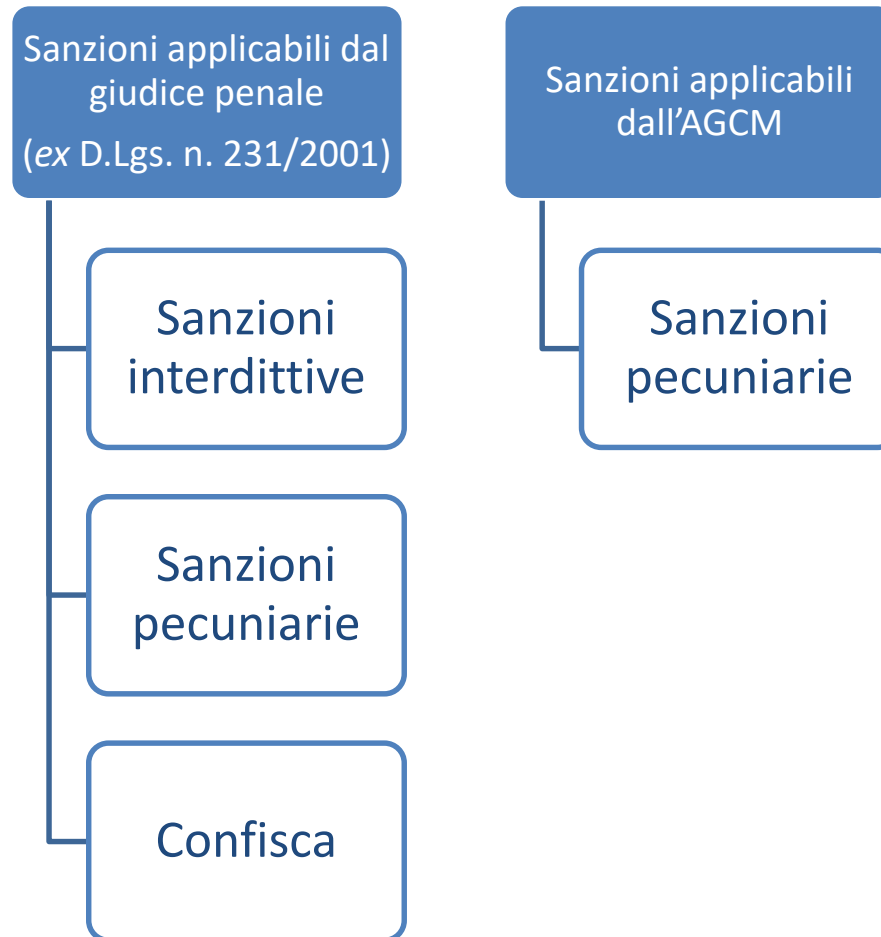 Sanzioni applicabili dal
giudice penale
(ex D.Lgs. n. 231/2001)
Sanzioni
interdittive
Sanzioni
pecuniarie
Confisca
Sanzioni applicabili
dall’AGCM
Sanzioni
pecuniarie